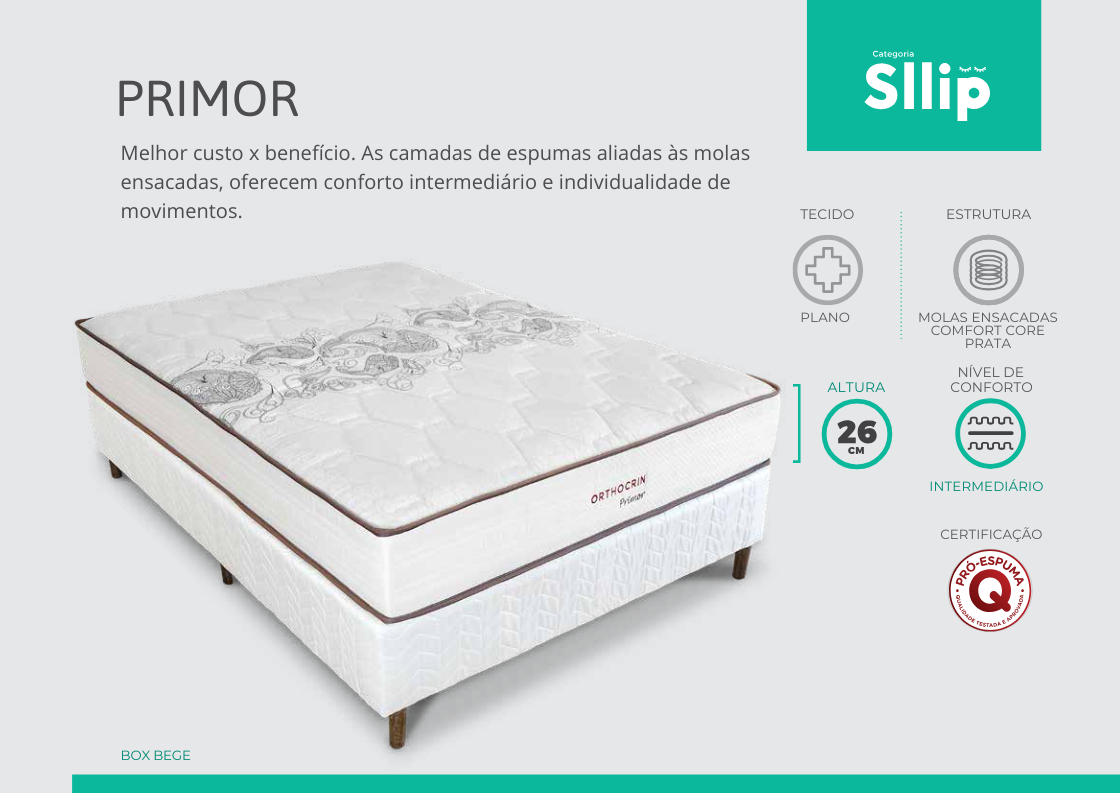 Categoria
Sllip
PRIMOR
Melhor custo x benefício. As camadas de espumas aliadas às molas
ensacadas, oferecem conforto intermediário e individualidade de
movimentos.
TECIDO
PLANO
ESTRUTURA
MOLAS ENSACADAS
COMFORT CORE
PRATA
ALTURA
26
CM
NÍVEL DE
CONFORTO
INTERMEDIÁRIO
CERTIFICAÇÃO
PRÓ-ESPUMA
Q
QUALIDADE TESTADA E APROVADA
ORTHOCRIN
Primor
BOX BEGE